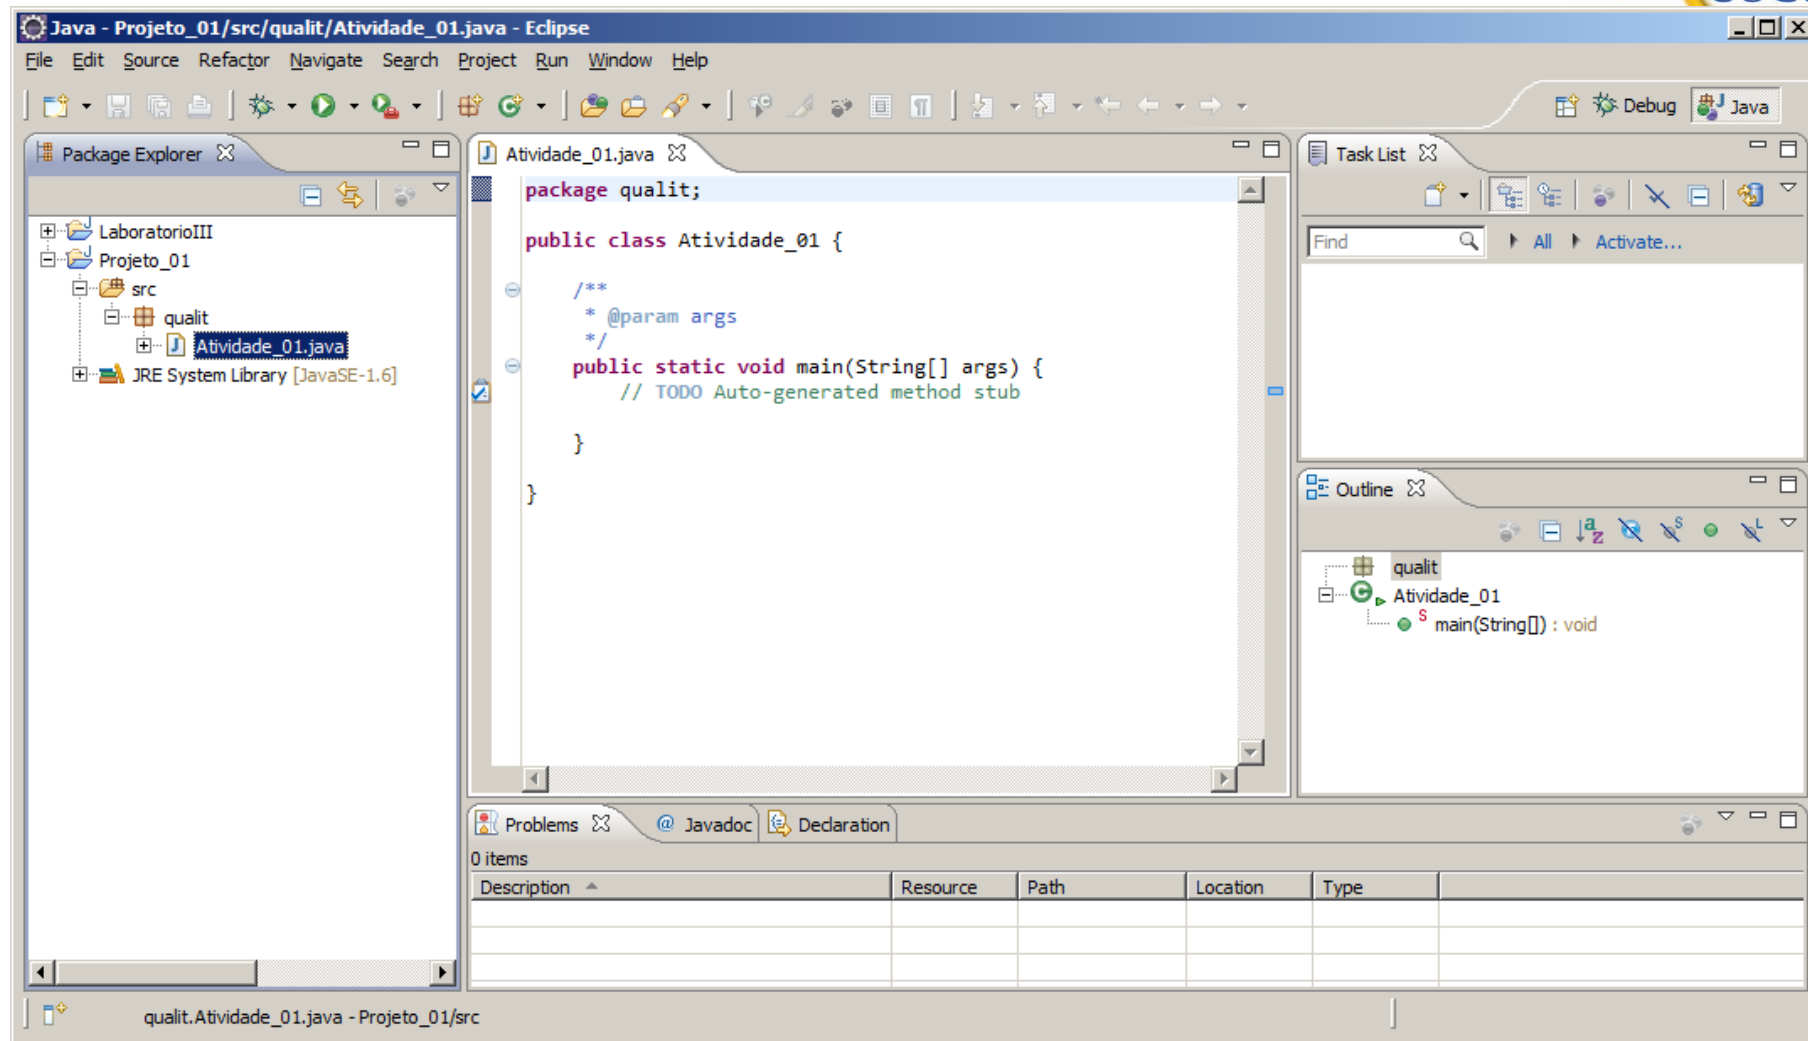 Java - Projeto_01/src/qualit/Atividade_01.java - Eclipse
File Edit Source Refactor Navigate Search Project Run Window Help
Debug Java
Package Explorer
LaboratorioIII
Projeto_01
src
qualit
Atividade_01.java
JRE System Library [JavaSE-1.6]
Atividade_01.java
package qualit;
public class Atividade_01 {
/**
* @param args
*/
public static void main(String[] args) {
// TODO Auto-generated method stub
}
}
Task List
Find All Activate...
Outline
qualit
Atividade_01
main(String[]) : void
Problems @ Javadoc Declaration
0 items
Description Resource Path Location Type
qualit.Atividade_01.java - Projeto_01/src